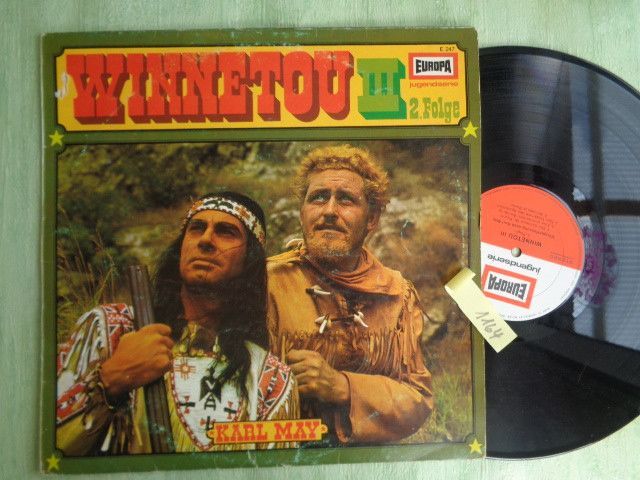 E 247
WINNETOU III
EUROPA
jugendserie
2. Folge
KARL MAY
1164
WINNETOU III
jugendserie
EUROPA